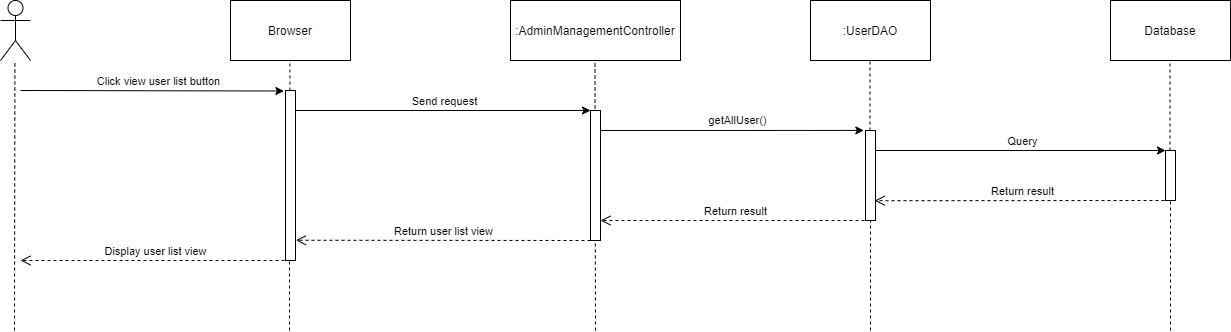 Browser
:AdminManagementController
:UserDAO
Database
Click view user list button
Send request
getAllUser()
Query
Return result
Return result
Return user list view
Display user list view